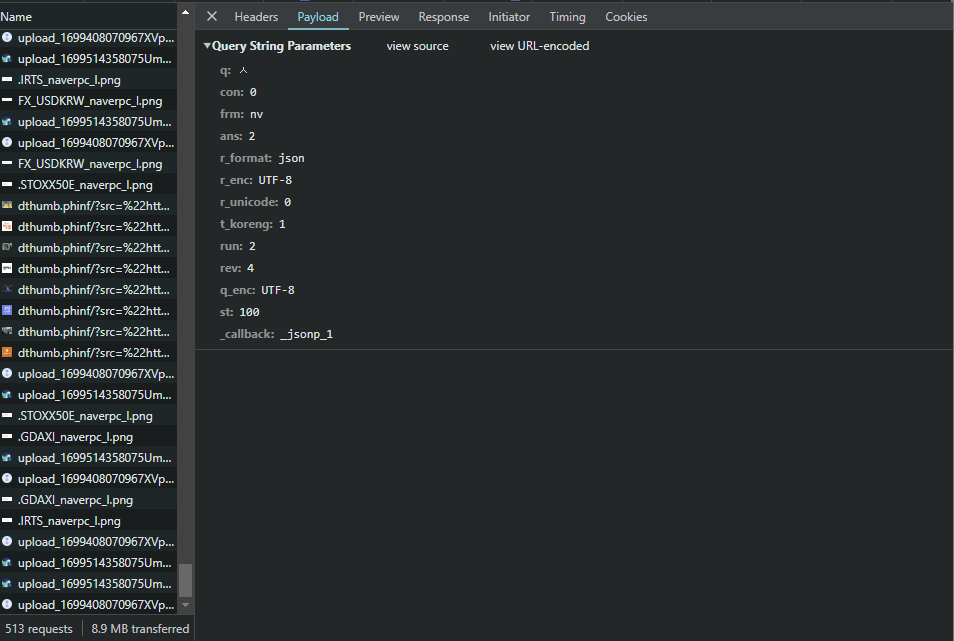 Name
upload_1699408070967XVp...
upload_1699514358075Um...
.IRTS_naverpc_l.png
FX_USDKRW_naverpc_l.png
upload_1699514358075Um...
upload_1699408070967XVp...
FX_USDKRW_naverpc_l.png
.STOXX50E_naverpc_l.png
dthumb.phinf/?src=%22htt...
dthumb.phinf/?src=%22htt...
dthumb.phinf/?src=%22htt...
dthumb.phinf/?src=%22htt...
dthumb.phinf/?src=%22htt...
dthumb.phinf/?src=%22htt...
dthumb.phinf/?src=%22htt...
dthumb.phinf/?src=%22htt...
upload_1699408070967XVp...
upload_1699514358075Um...
.STOXX50E_naverpc_l.png
.GDAXI_naverpc_l.png
upload_1699514358075Um...
upload_1699408070967XVp...
.GDAXI_naverpc_l.png
.IRTS_naverpc_l.png
upload_1699408070967XVp...
upload_1699514358075Um...
upload_1699514358075Um...
upload_1699408070967XVp...
513 requests 8.9 MB transferred
Headers Payload Preview Response Initiator Timing Cookies
Query String Parameters view source view URL-encoded
q: ㅅ
con: 0
frm: nv
ans: 2
r_format: json
r_enc: UTF-8
r_unicode: 0
t_koreng: 1
run: 2
rev: 4
q_enc: UTF-8
st: 100
_callback: _jsonp_1